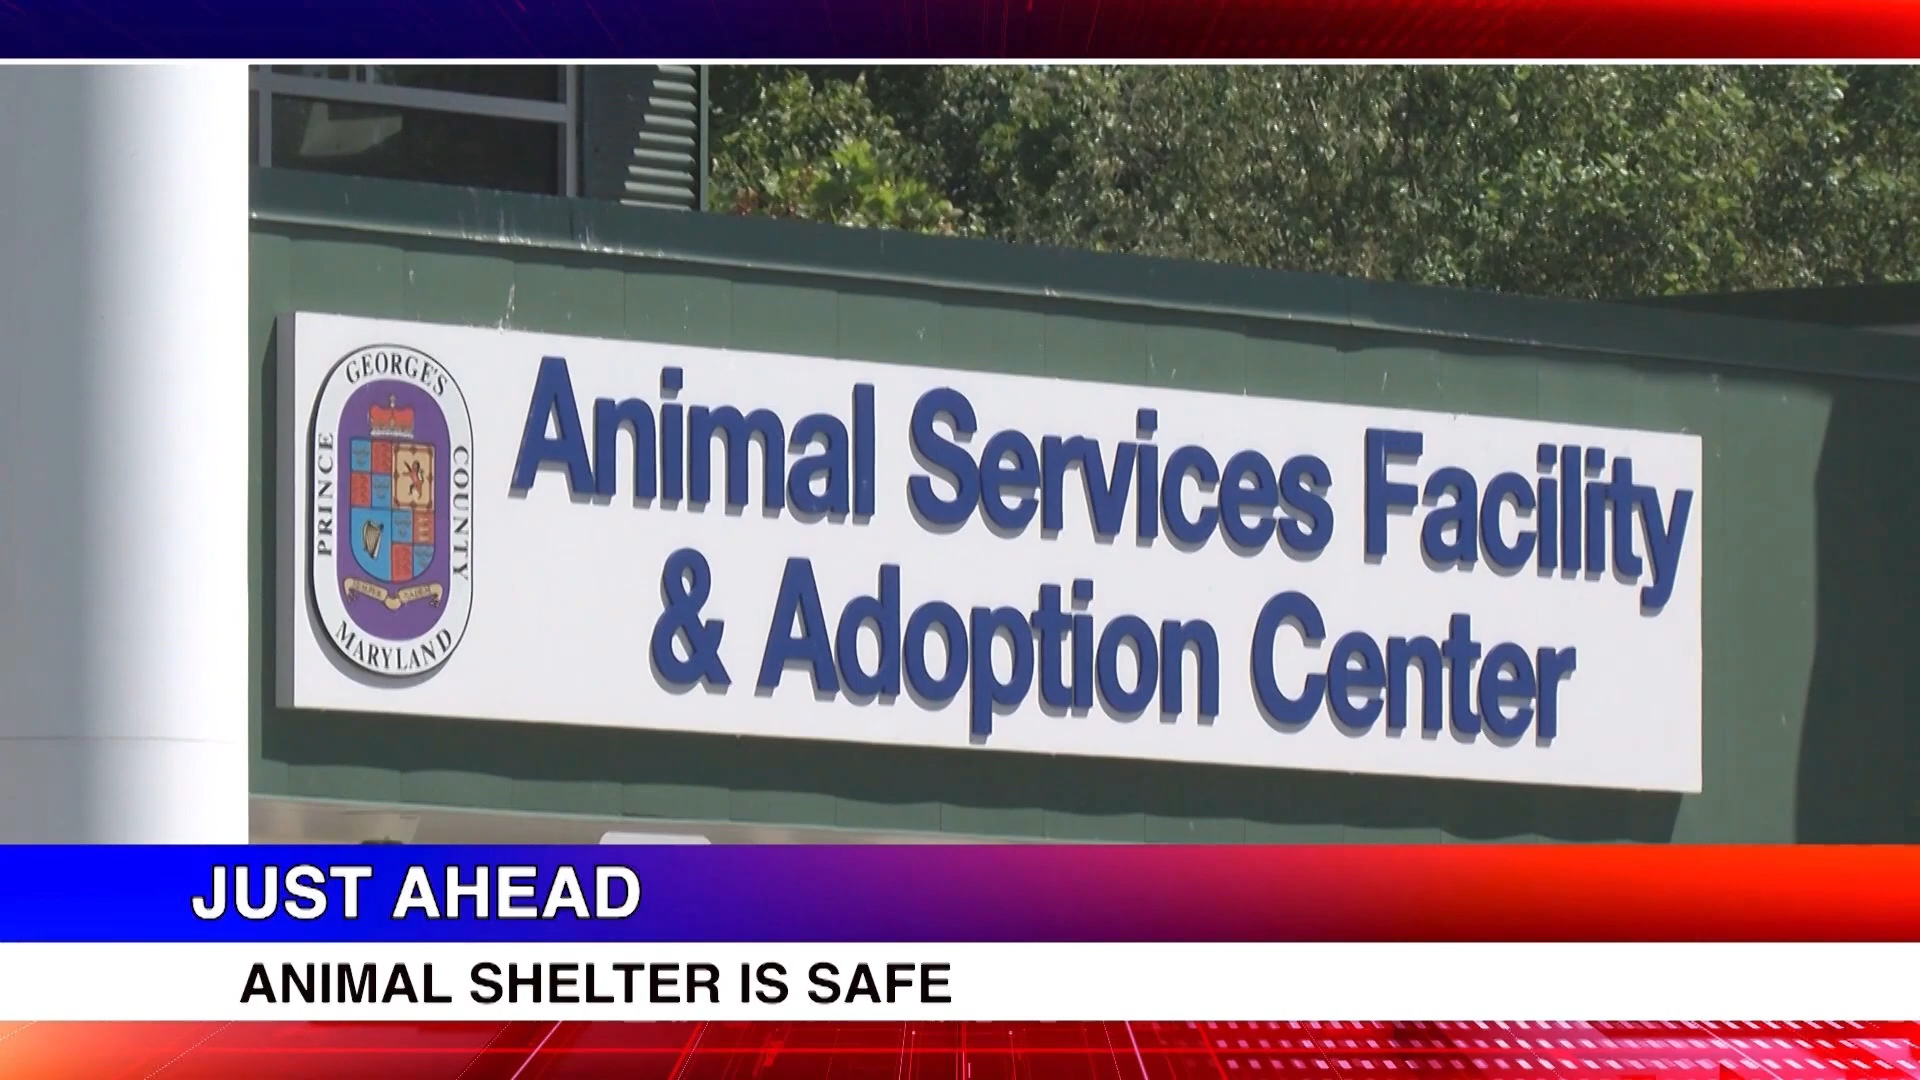 PRINCE GEORGE'S COUNTY
MARYLAND
Animal Services Facility
& Adoption Center
JUST AHEAD
ANIMAL SHELTER IS SAFE